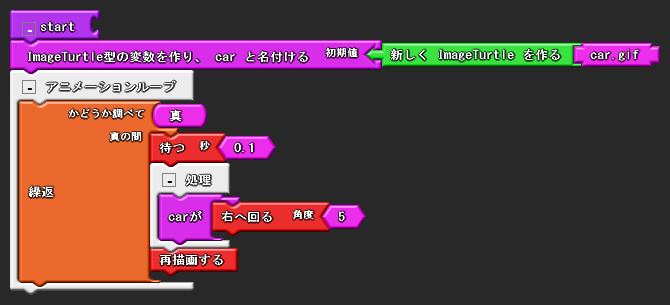 - start
ImageTurtle型の変数を作り、 car と名付ける 初期値 新しく ImageTurtle を作る car.gif
- アニメーションループ
かどうか調べて 真
真の間
待つ 秒 0.1
- 処理
繰返
carが 右へ回る 角度 5
再描画する